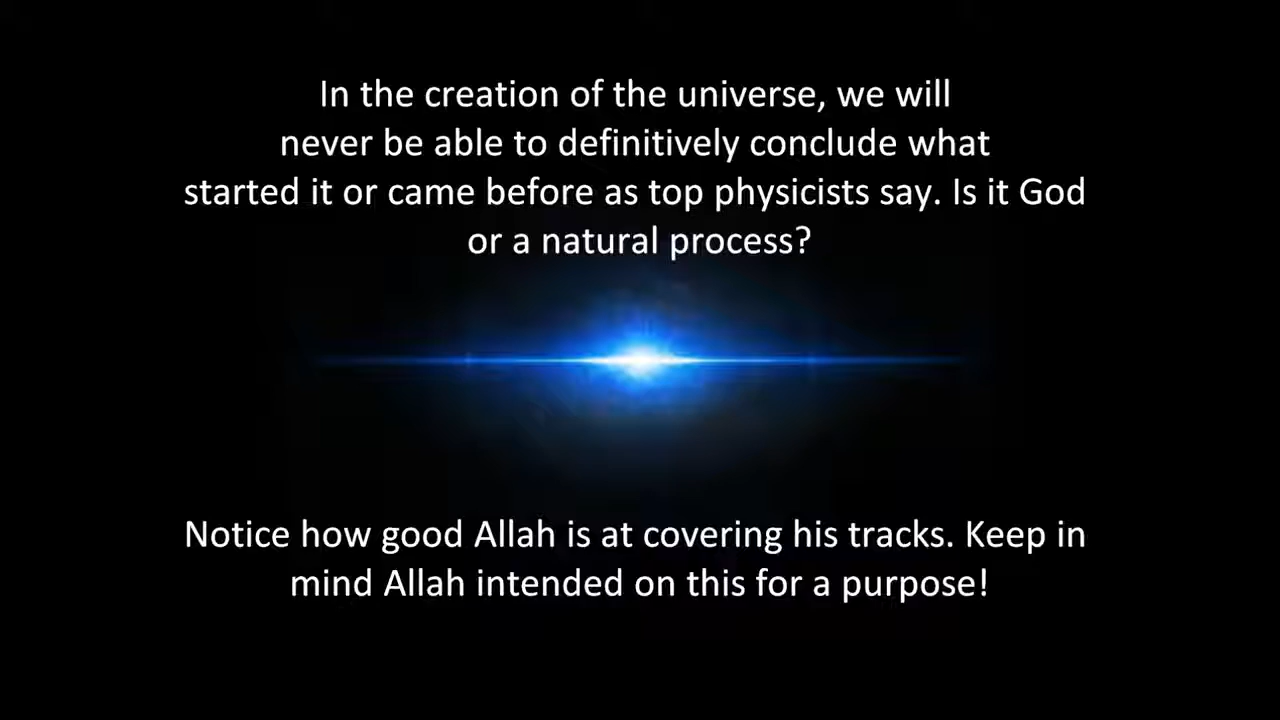 In the creation of the universe, we will
never be able to definitively conclude what
started it or came before as top physicists say. Is it God
or a natural process?
Notice how good Allah is at covering his tracks. Keep in
mind Allah intended on this for a purpose!